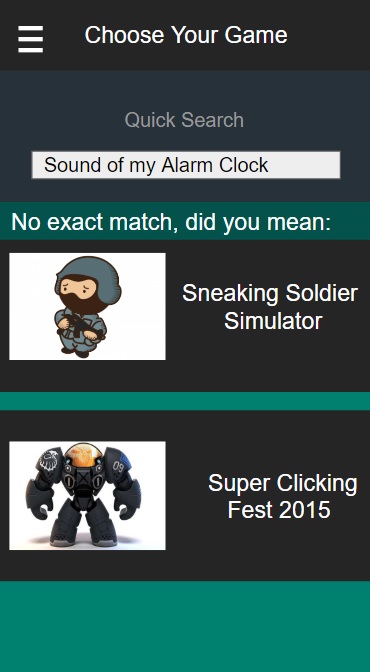 Choose Your Game
Quick Search
Sound of my Alarm Clock
No exact match, did you mean:
Sneaking Soldier
Simulator
09
Super Clicking
Fest 2015